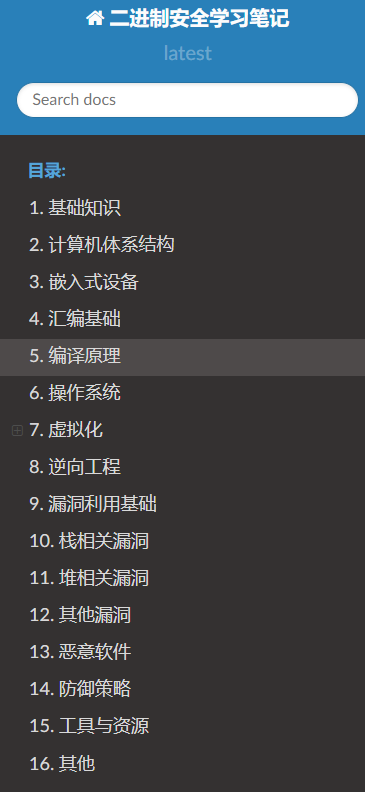 二进制安全学习笔记
latest
Search docs
目录:
1. 基础知识
2. 计算机体系结构
3. 嵌入式设备
4. 汇编基础
5. 编译原理
6. 操作系统
7. 虚拟化
8. 逆向工程
9. 漏洞利用基础
10. 栈相关漏洞
11. 堆相关漏洞
12. 其他漏洞
13. 恶意软件
14. 防御策略
15. 工具与资源
16. 其他